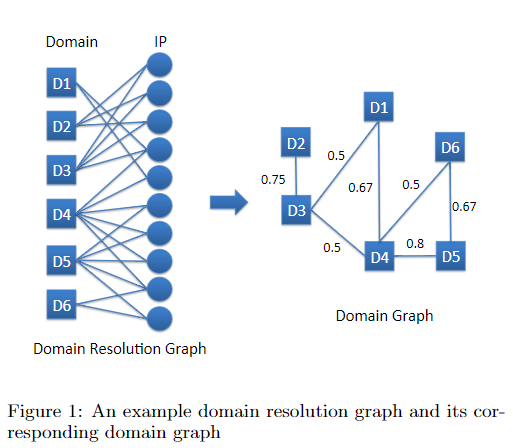 Domain IP
D1
D2
D3
D4
D5
D6
Domain Resolution Graph
D1
D2
D6
0.5
0.75
0.67
0.5
0.67
D3
0.5
0.8
D4
D5
Domain Graph
Figure 1: An example domain resolution graph and its cor-
responding domain graph